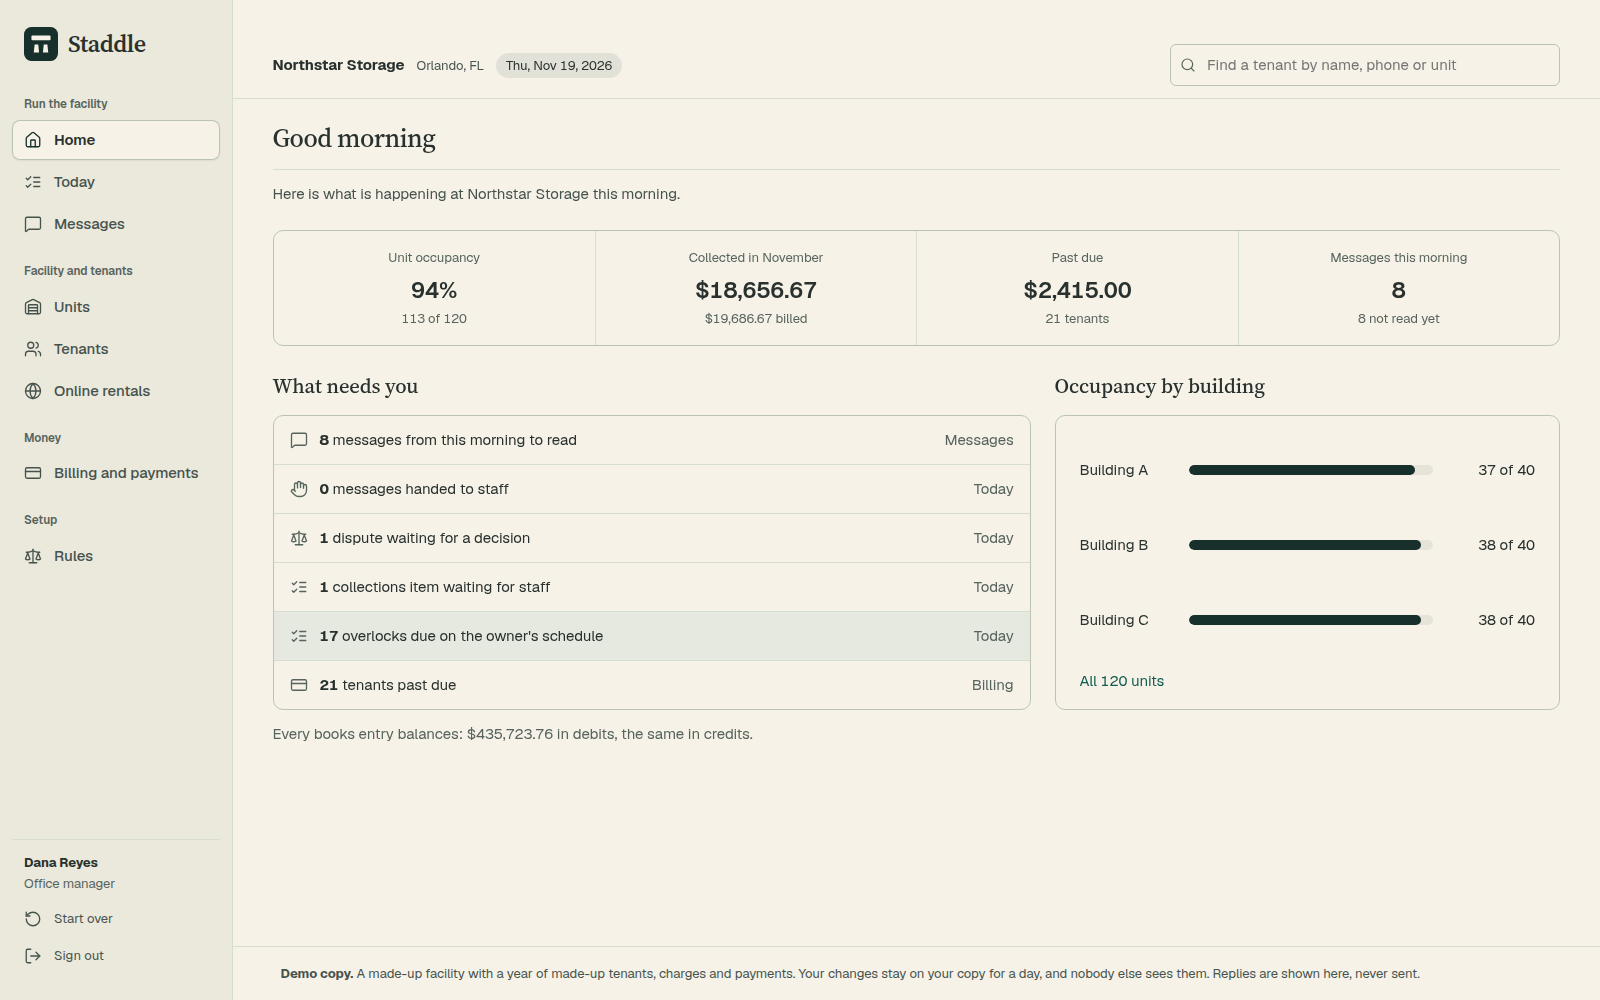 Staddle
Run the facility
Home
Today
Messages
Facility and tenants
Units
Tenants
Online rentals
Money
Billing and payments
Setup
Rules
Dana Reyes
Office manager
Start over
Sign out
Northstar Storage Orlando, FL Thu, Nov 19, 2026
Find a tenant by name, phone or unit
Good morning
Here is what is happening at Northstar Storage this morning.
Unit occupancy
94%
113 of 120
Collected in November
$18,656.67
$19,686.67 billed
Past due
$2,415.00
21 tenants
Messages this morning
8
8 not read yet
What needs you
8 messages from this morning to read Messages
0 messages handed to staff Today
1 dispute waiting for a decision Today
1 collections item waiting for staff Today
17 overlocks due on the owner's schedule Today
21 tenants past due Billing
Every books entry balances: $435,723.76 in debits, the same in credits.
Occupancy by building
Building A 37 of 40
Building B 38 of 40
Building C 38 of 40
All 120 units
Demo copy. A made-up facility with a year of made-up tenants, charges and payments. Your changes stay on your copy for a day, and nobody else sees them. Replies are shown here, never sent.